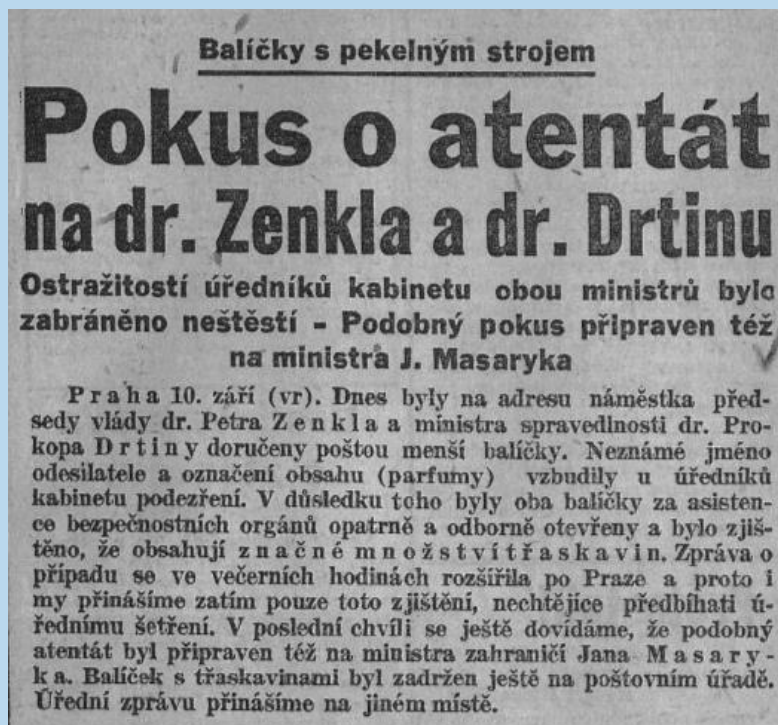 Balíčky s pekelným strojem
Pokus o atentát
na dr. Zenkla a dr. Drtinu
Ostražitostí úředníků kabinetu obou ministrů bylo
zabráněno neštěstí - Podobný pokus připraven též
na ministra J. Masaryka
Praha 10. září (vr). Dnes byly na adresu náměstka před-
sedy vlády dr. Petra Zenkla a ministra spravedlnosti dr. Pro-
kopa Drtiny doručeny poštou menší balíčky. Neznámé jméno
odesilatele a označení obsahu (parfumy) vzbudily u úředníků
kabinetu podezření. V důsledku toho byly oba balíčky za asisten-
ce bezpečnostních orgánů opatrně a odborně otevřeny a bylo zjiš-
těno, že obsahují značné množství třaskavin. Zpráva o
případu se ve večerních hodinách rozšířila po Praze a proto i
my přinášíme zatím pouze toto zjištění, nechtějíce předbíhati ú-
řednímu šetření. V poslední chvíli se ještě dovídáme, že podobný
atentát byl připraven též na ministra zahraničí Jana Masary-
ka. Balíček s třaskavinami byl zadržen ještě na poštovním úřadě.
Úřední zprávu přinášíme na jiném místě.